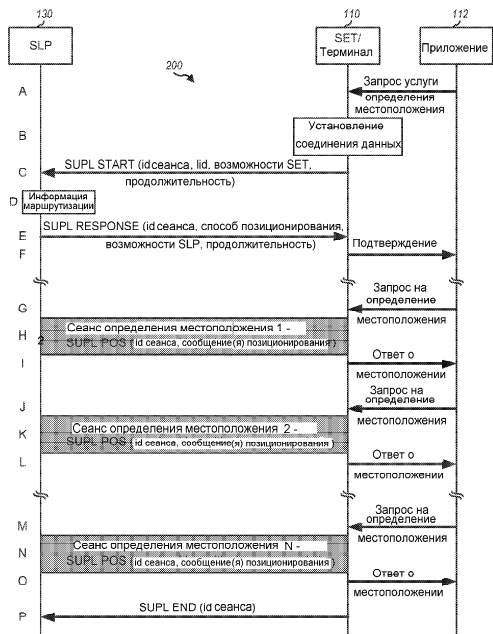 130
110
112
SLP
SET/
Терминал
Приложение
200
A
Запрос услуги
определения
местоположения
B
Установление
соединения данных
C
SUPL START (id сеанса, lid, возможности SET,
продолжительность)
D
Информация
маршрутизации
E
SUPL RESPONSE (id сеанса, способ позиционирования,
возможности SLP, продолжительность)
F
Подтверждение
G
Запрос на
определение
местоположения
H
2
Сеанс определения местоположения 1 -
SUPL POS (id сеанса, сообщение(я) позиционирования)
I
Ответ о
местоположении
J
Запрос на
определение
местоположения
K
Сеанс определения местоположения 2 -
SUPL POS (id сеанса, сообщение(я) позиционирования)
L
Ответ о
местоположении
M
Запрос на
определение
местоположения
N
Сеанс определения местоположения N -
SUPL POS (id сеанса, сообщение(я) позиционирования)
O
Ответ о
местоположении
P
SUPL END (id сеанса)